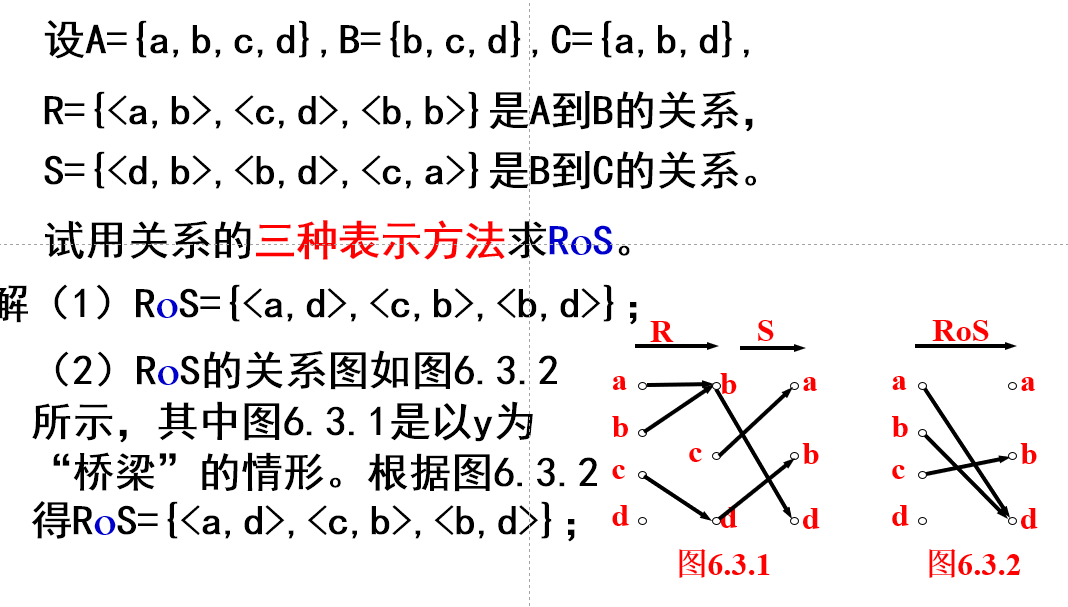 设A={a,b,c,d},B={b,c,d},C={a,b,d},
R={<a,b>,<c,d>,<b,b>}是A到B的关系，
S={<d,b>,<b,d>,<c,a>}是B到C的关系。
试用关系的三种表示方法求RoS。
解（1）RoS={<a,d>,<c,b>,<b,d>}；
（2）RoS的关系图如图6.3.2
所示，其中图6.3.1是以y为
“桥梁”的情形。根据图6.3.2
得RoS={<a,d>,<c,b>,<b,d>}；
R S
a b a
b
c b
c
d d d
图6.3.1
RoS
a a
b
b
c
d d
图6.3.2